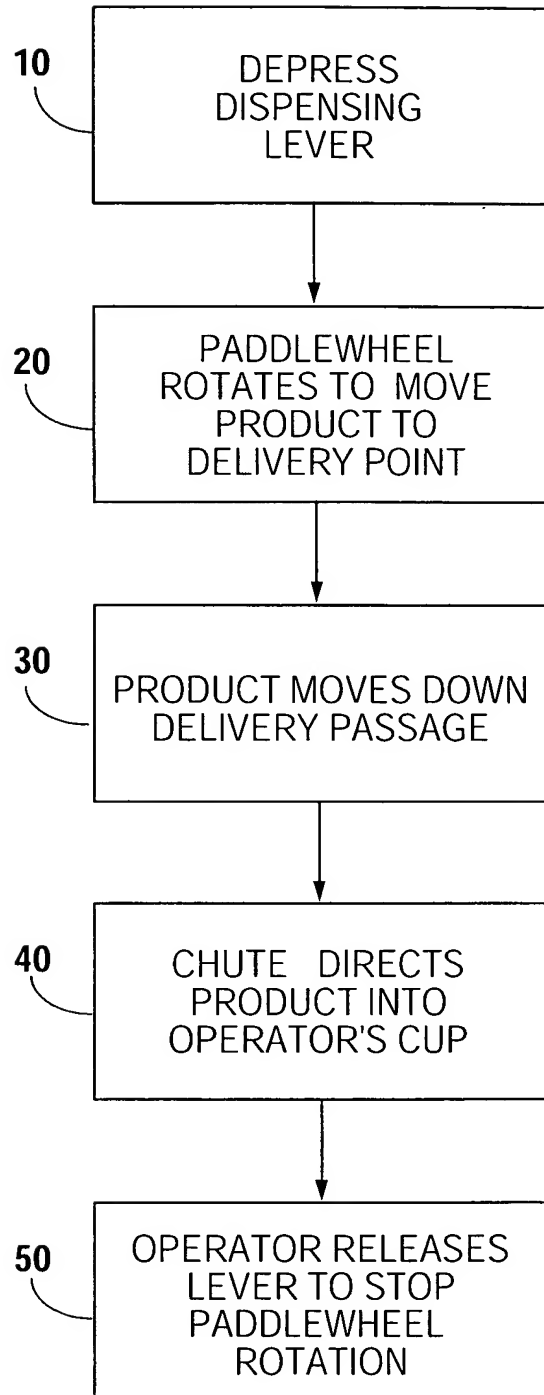 10
DEPRESS
DISPENSING
LEVER
20
PADDLEWHEEL
ROTATES TO MOVE
PRODUCT TO
DELIVERY POINT
30
PRODUCT MOVES DOWN
DELIVERY PASSAGE
40
CHUTE DIRECTS
PRODUCT INTO
OPERATOR'S CUP
50
OPERATOR RELEASES
LEVER TO STOP
PADDLEWHEEL
ROTATION